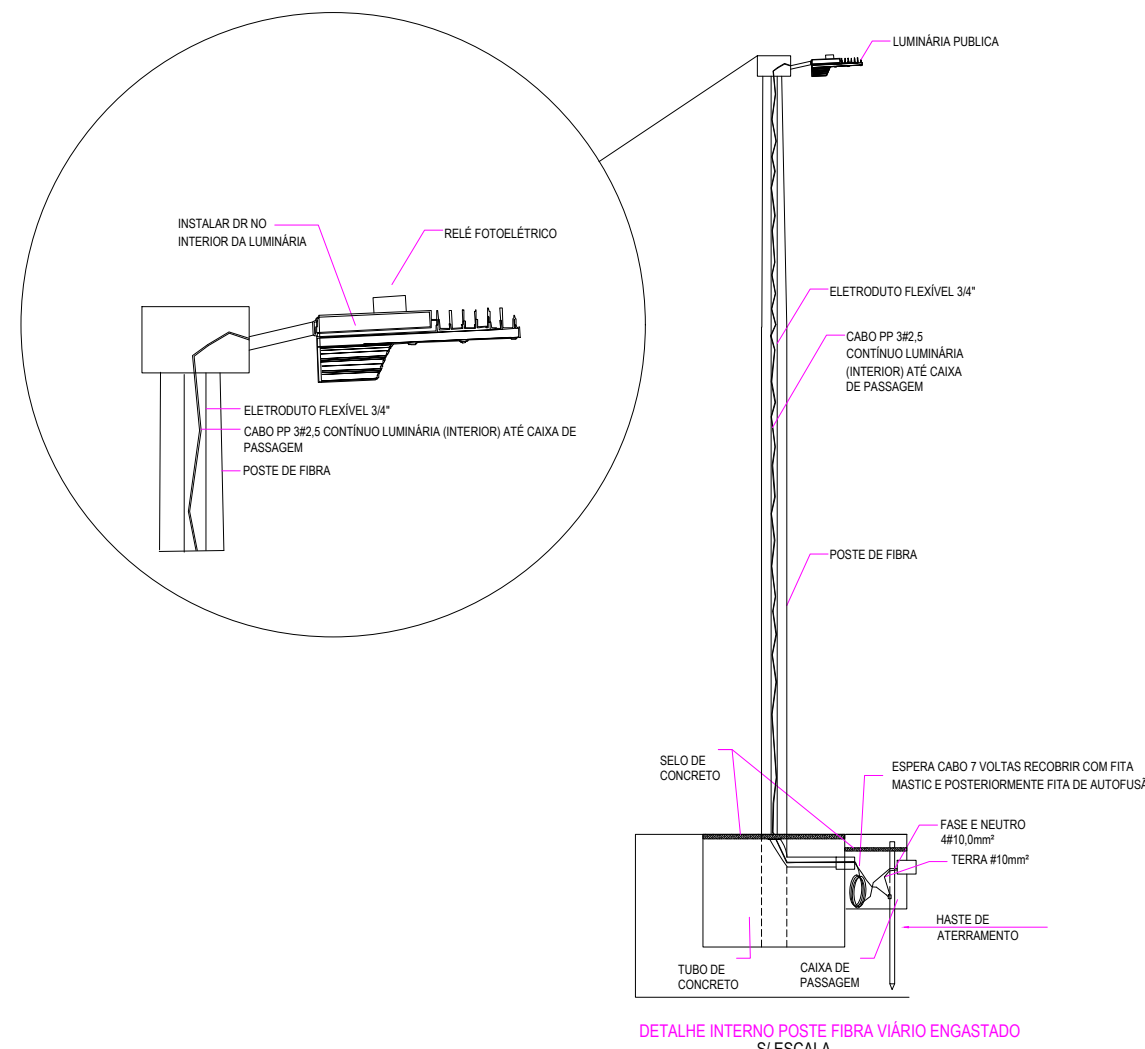 LUMINÁRIA PUBLICA
INSTALAR DR NO
INTERIOR DA LUMINÁRIA
RELÉ FOTOELÉTRICO
ELETRODUTO FLEXÍVEL 3/4"
CABO PP 3#2,5 CONTÍNUO LUMINÁRIA (INTERIOR) ATÉ CAIXA DE
PASSAGEM
POSTE DE FIBRA
ELETRODUTO FLEXÍVEL 3/4"
CABO PP 3#2,5
CONTÍNUO LUMINÁRIA
(INTERIOR) ATÉ CAIXA
DE PASSAGEM
POSTE DE FIBRA
SELO DE
CONCRETO
ESPERA CABO 7 VOLTAS RECOBRIR COM FITA
MASTIC E POSTERIORMENTE FITA DE AUTOFUSÃ
FASE E NEUTRO
4#10,0mm²
TERRA #10mm²
HASTE DE
ATERRAMENTO
TUBO DE
CONCRETO
CAIXA DE
PASSAGEM
DETALHE INTERNO POSTE FIBRA VIÁRIO ENGASTADO
S/ ESCALA